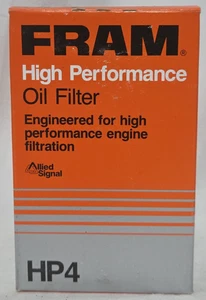 FRAM®
High Performance
Oil Filter
Engineered for high
performance engine
filtration
Allied
Signal
HP4